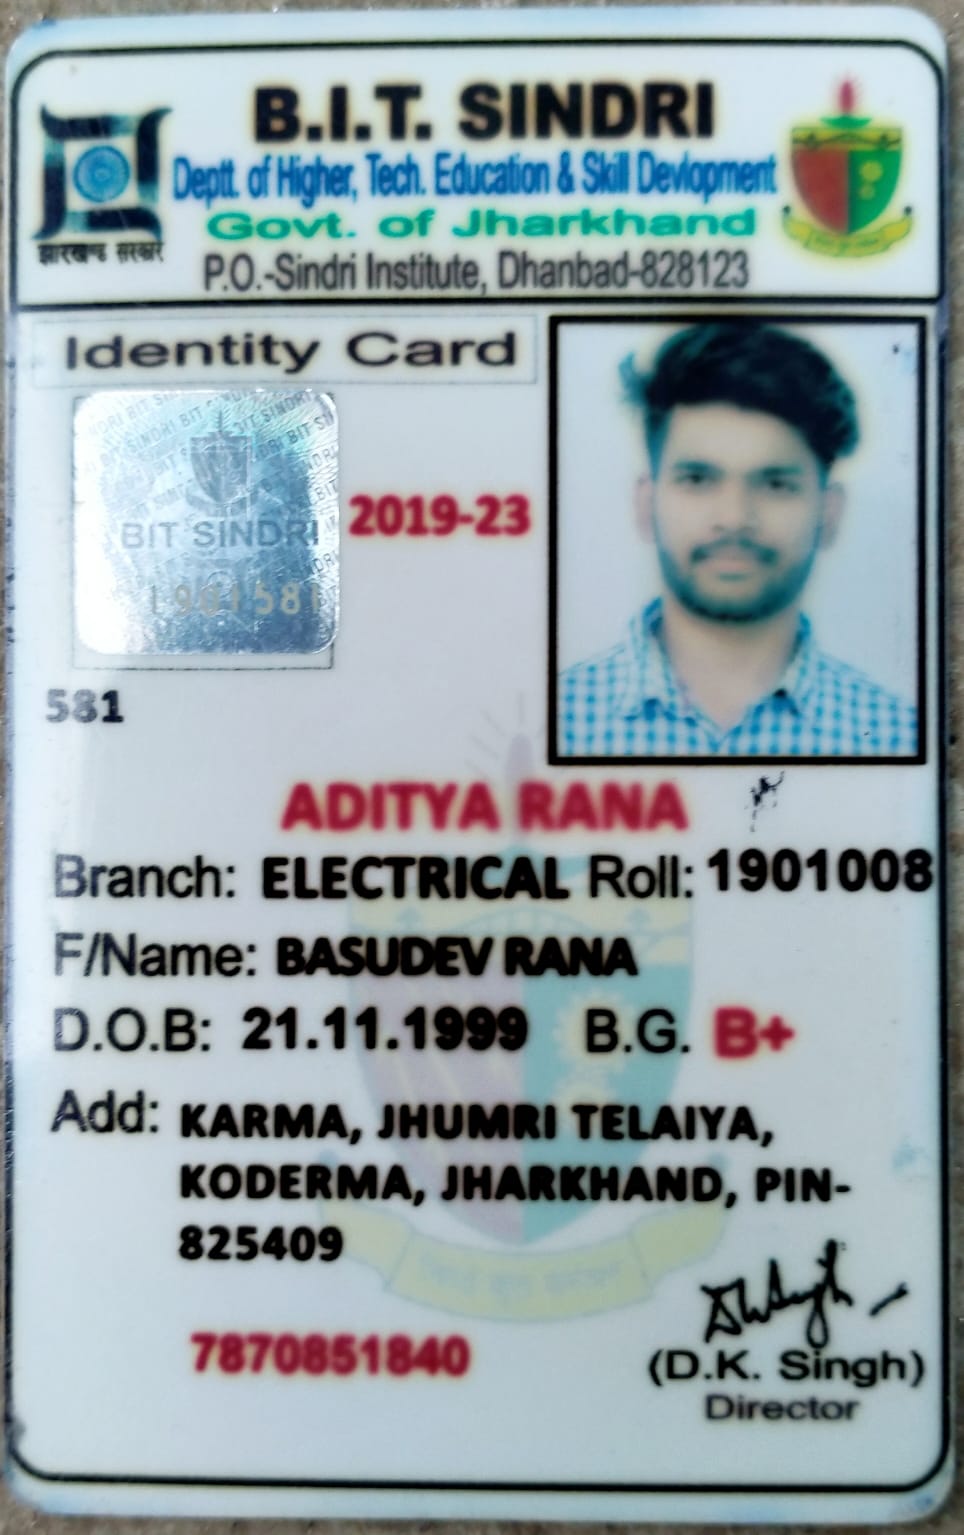 B.I.T. SINDRI
Deptt. of Higher, Tech. Education & Skill Devlopment
Govt. of Jharkhand
झारखण्ड सरकार
P.O.-Sindri Institute, Dhanbad-828123
Identity Card
BIT SINDRI
1901581
2019-23
581
ADITYA RANA
Branch: ELECTRICAL Roll: 1901008
F/Name: BASUDEV RANA
D.O.B: 21.11.1999 B.G. B+
Add: KARMA, JHUMRI TELAIYA,
KODERMA, JHARKHAND, PIN-
825409
7870851840
(D.K. Singh)
Director